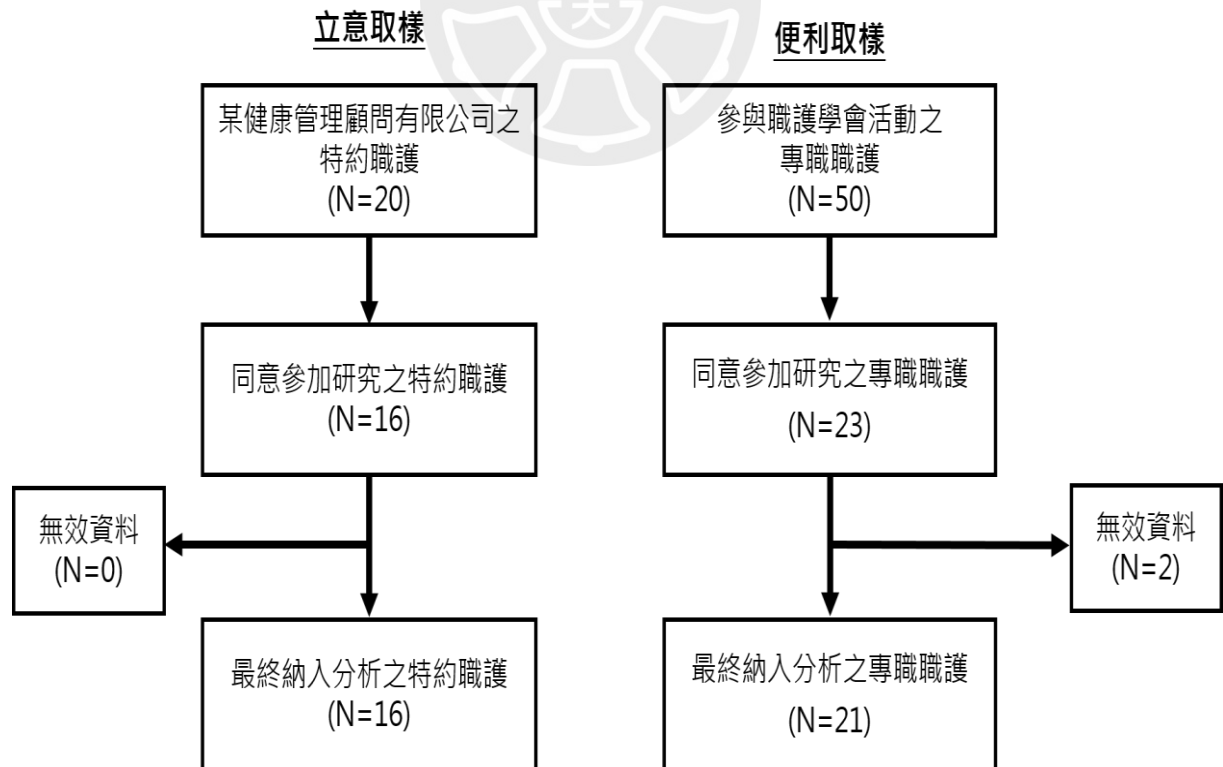 立意取樣
某健康管理顧問有限公司之
特約職護
(N=20)
同意參加研究之特約職護
(N=16)
無效資料
(N=0)
最終納入分析之特約職護
(N=16)
便利取樣
參與職護學會活動之
專職職護
(N=50)
同意參加研究之專職職護
(N=23)
無效資料
(N=2)
最終納入分析之專職職護
(N=21)